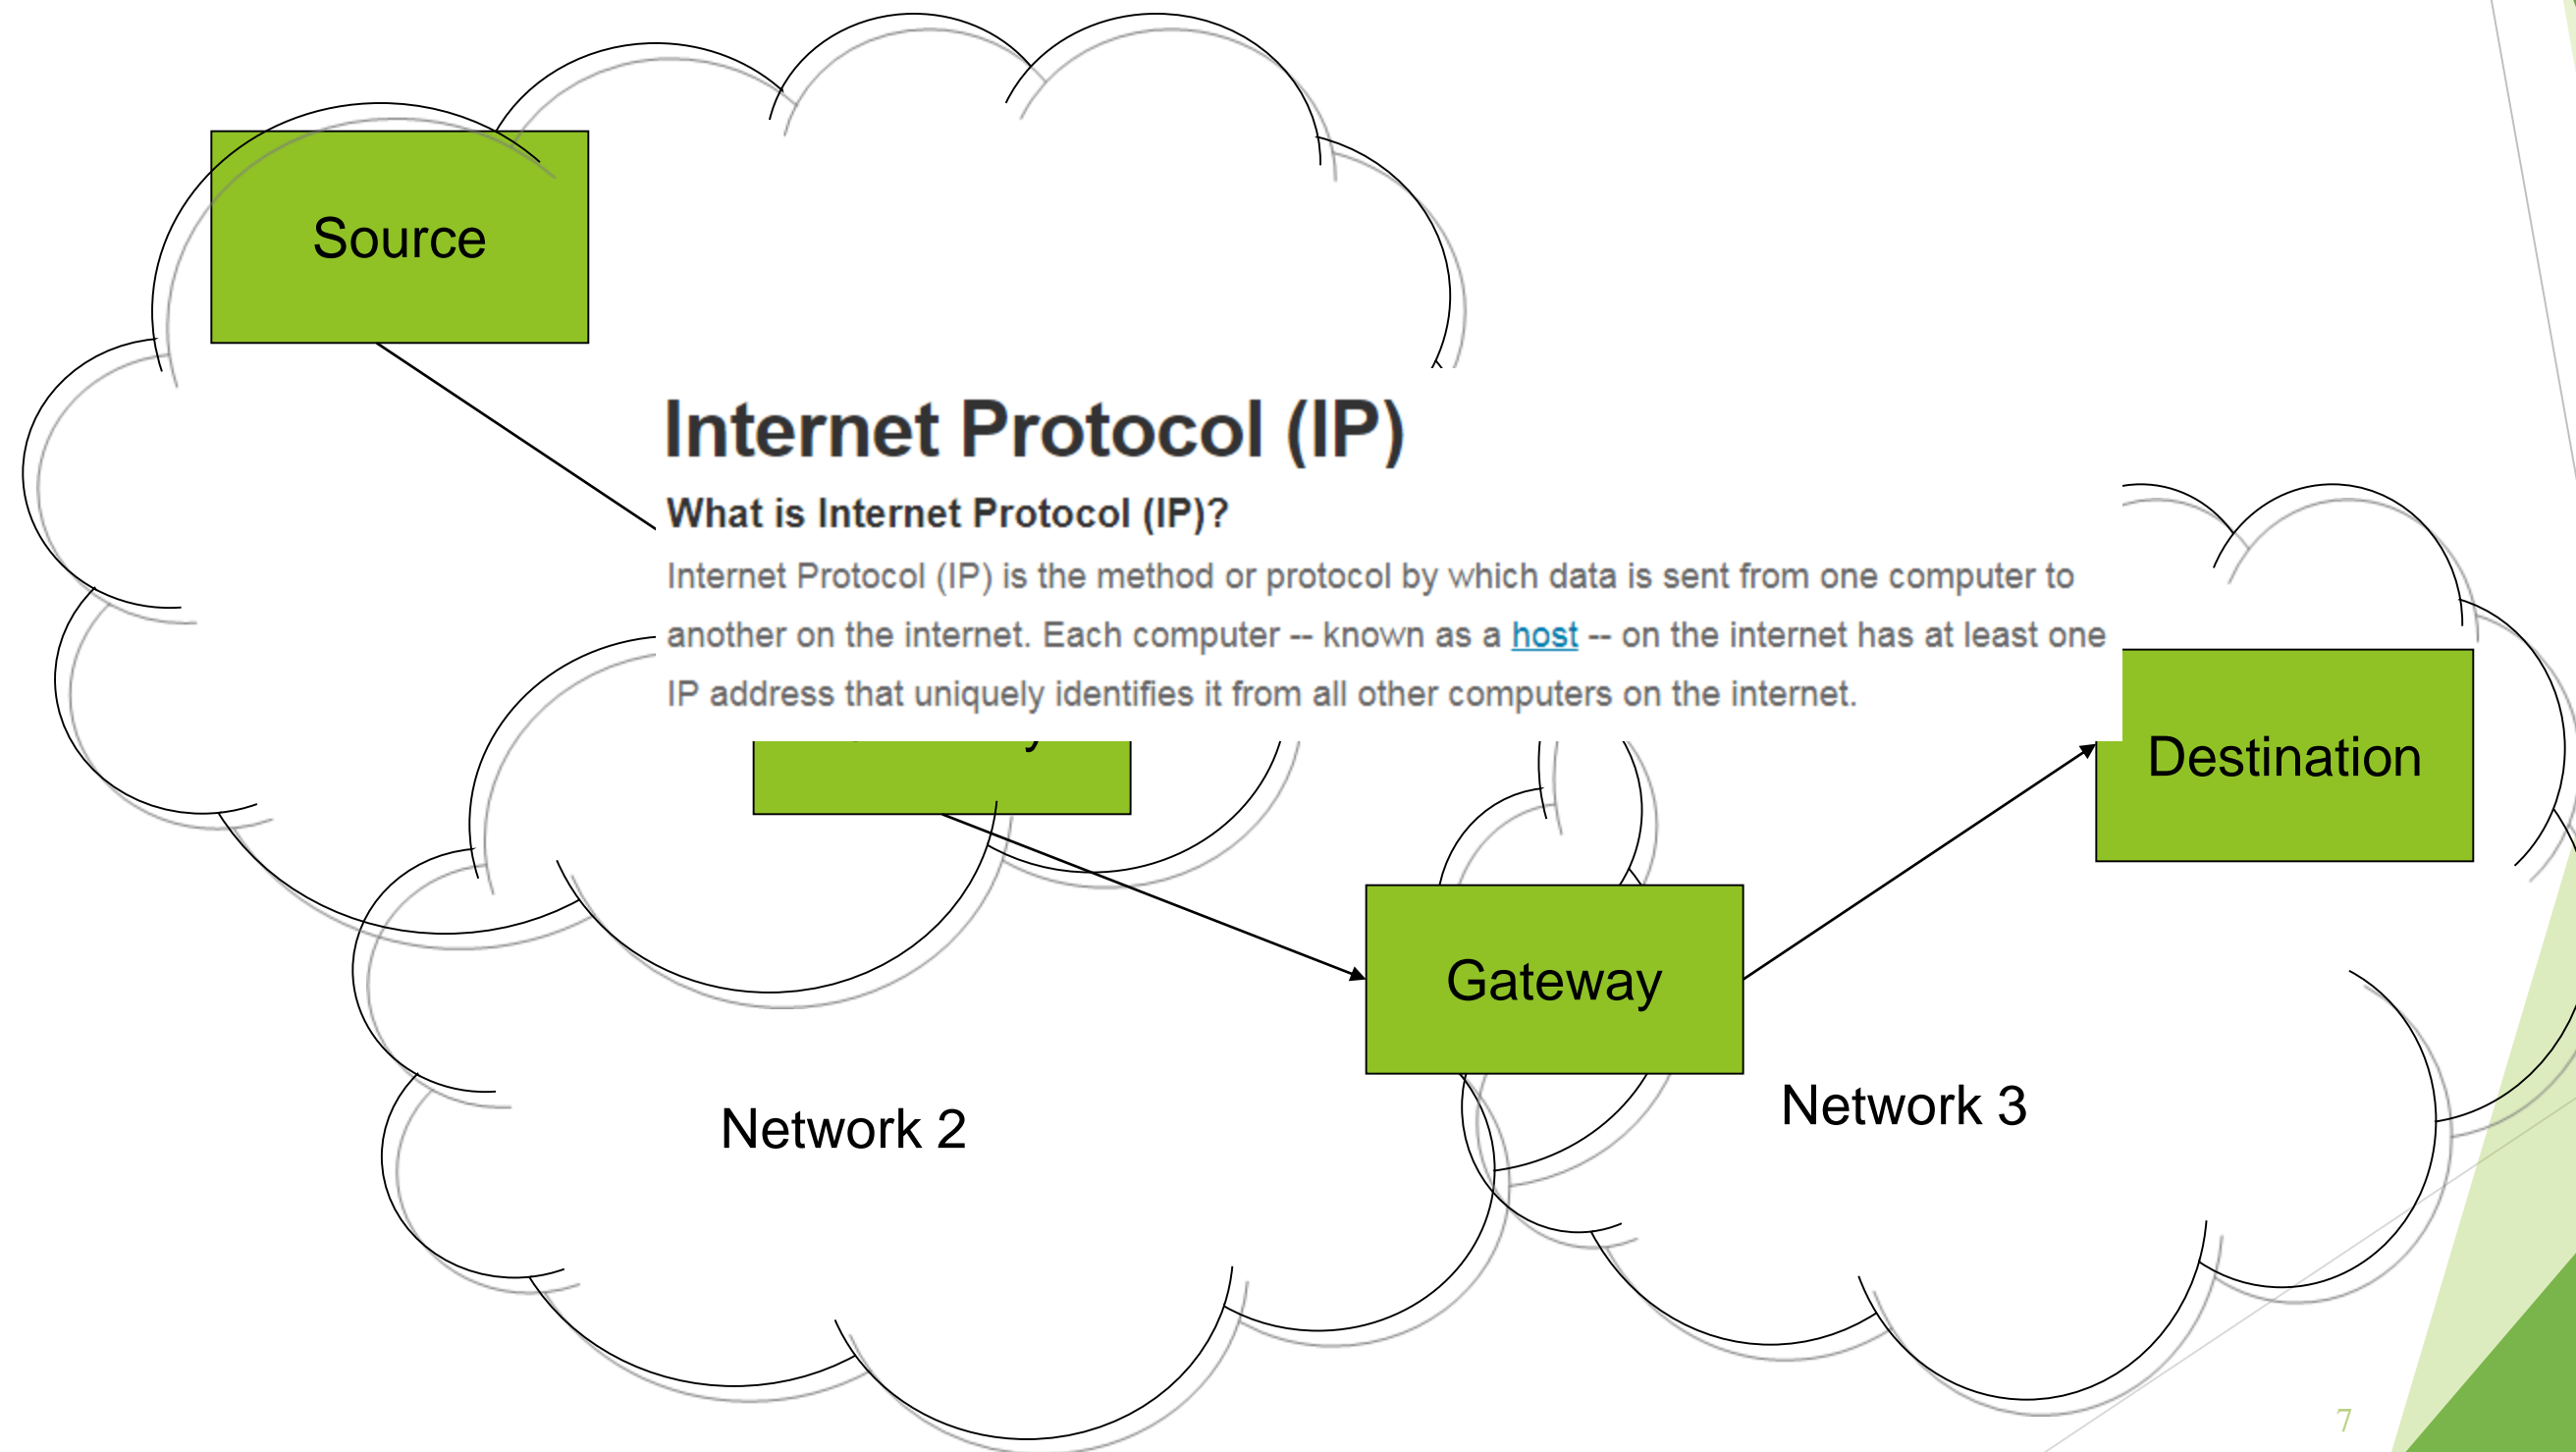 Source
Internet Protocol (IP)
What is Internet Protocol (IP)?
Internet Protocol (IP) is the method or protocol by which data is sent from one computer to
another on the internet. Each computer -- known as a host -- on the internet has at least one
IP address that uniquely identifies it from all other computers on the internet.
Destination
Gateway
Network 3
Network 2
7